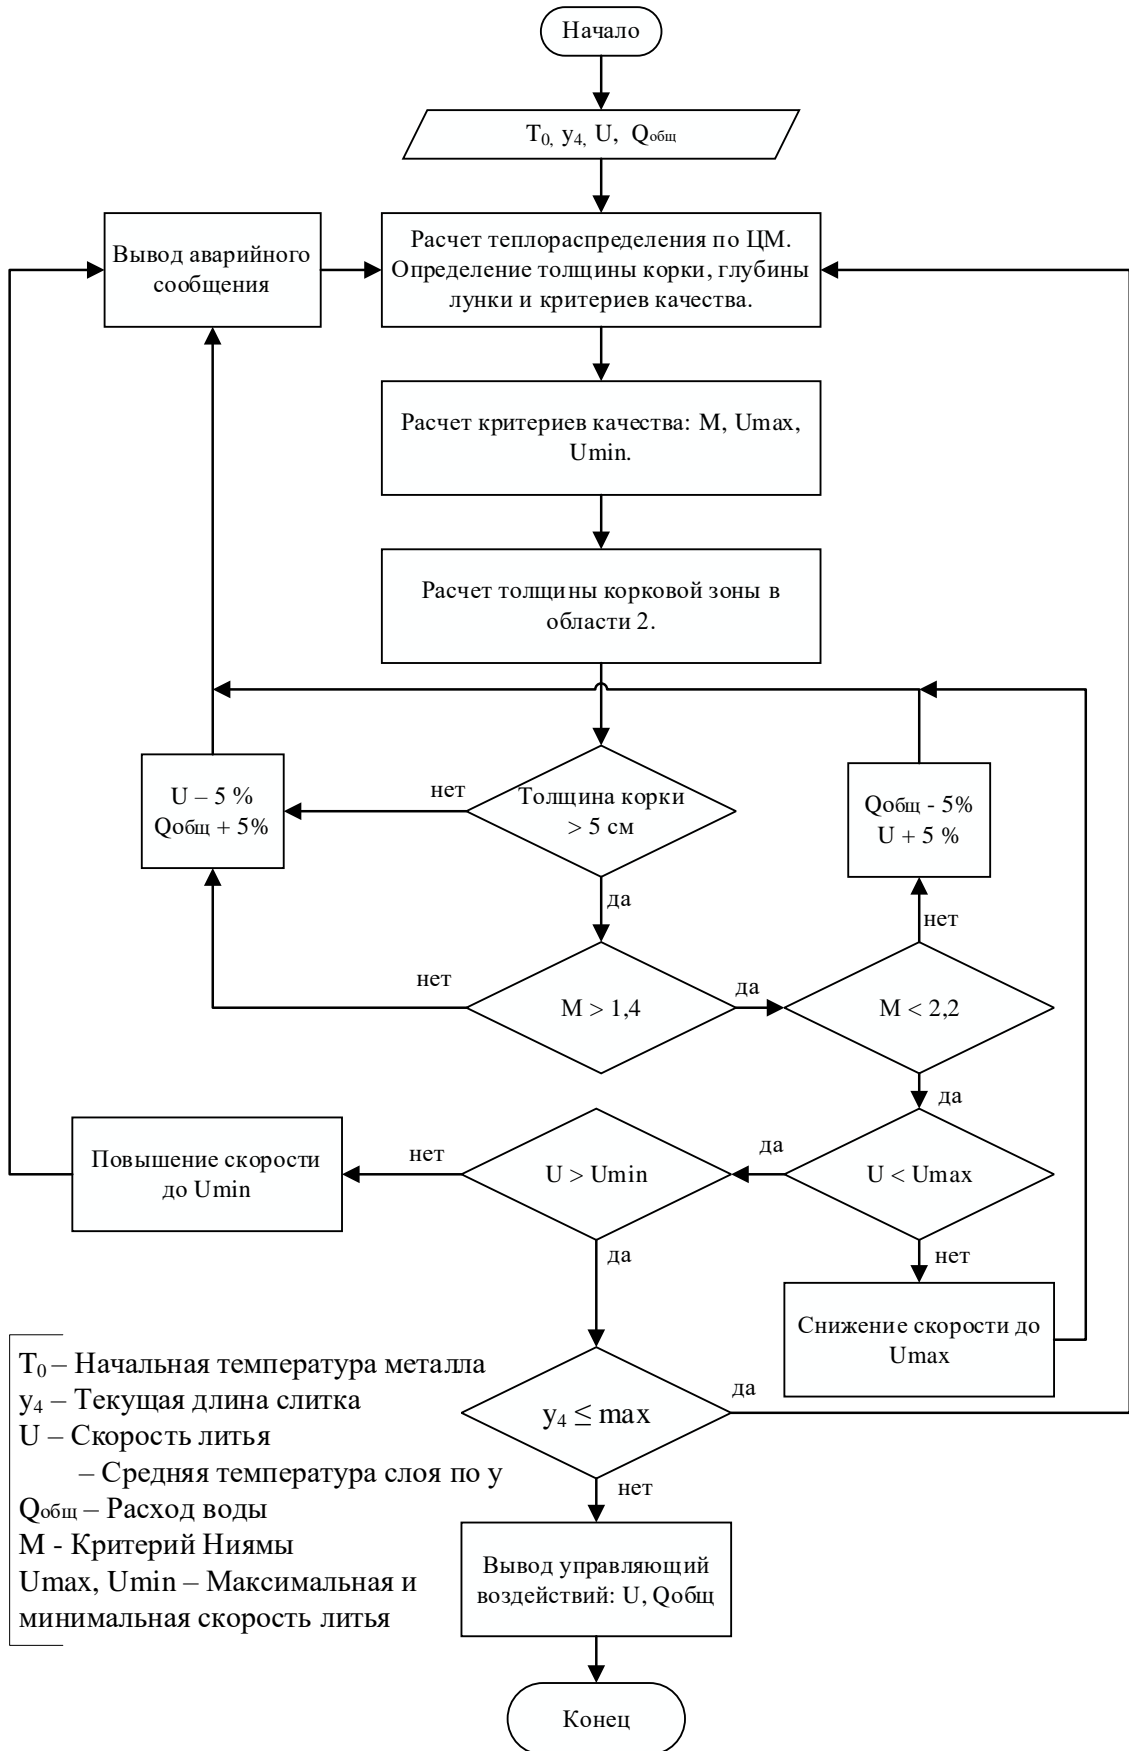 Начало
T₀, y₄, U, Qобщ
Вывод аварийного
сообщения
Расчет теплораспределения по ЦМ.
Определение толщины корки, глубины
лунки и критериев качества.
Расчет критериев качества: M, Umax,
Umin.
Расчет толщины корковой зоны в
области 2.
U – 5 %
Qобщ + 5%
нет
Толщина корки
> 5 см
Qобщ - 5%
U + 5 %
да
нет
нет
M > 1,4
да
M < 2,2
да
Повышение скорости
до Umin
нет
U > Umin
да
U < Umax
да
нет
Снижение скорости до
Umax
T₀ – Начальная температура металла
y₄ – Текущая длина слитка
U – Скорость литья
– Средняя температура слоя по y
Qобщ – Расход воды
M - Критерий Ниямы
Umax, Umin – Максимальная и
минимальная скорость литья
y₄ ≤ max
да
нет
Вывод управляющий
воздействий: U, Qобщ
Конец